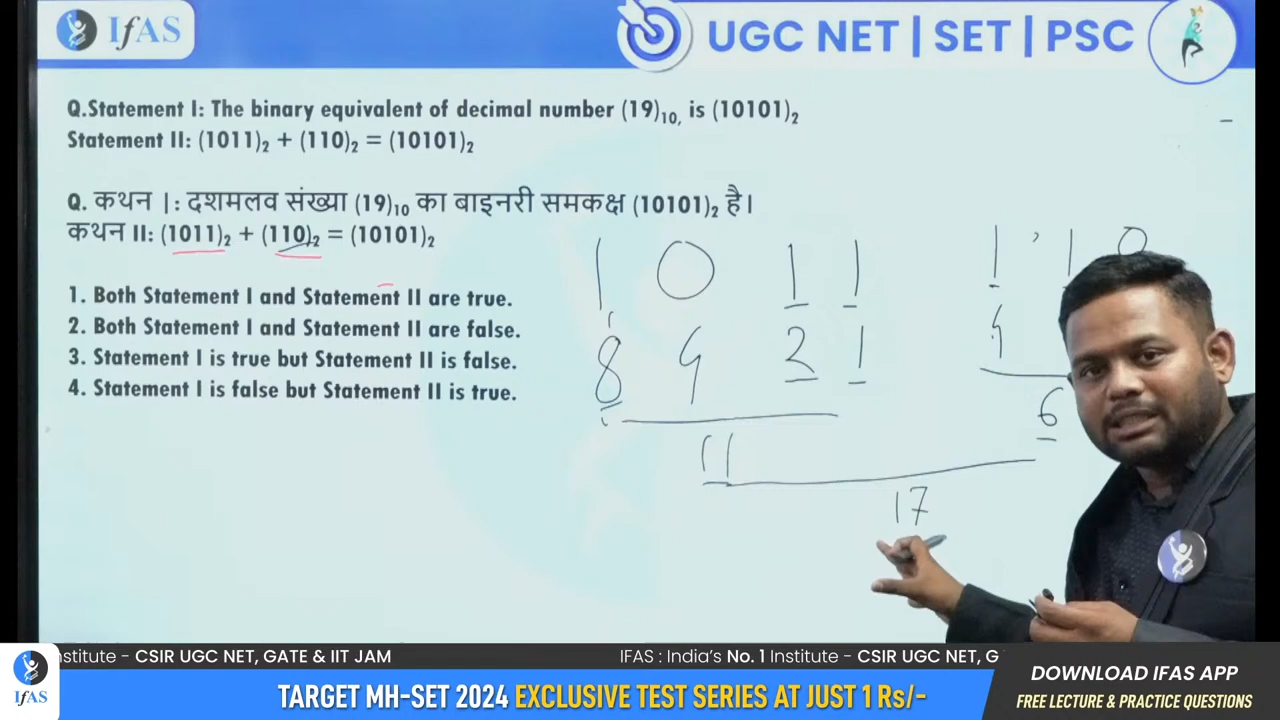 IfAS
UGC NET | SET | PSC
Q.Statement I: The binary equivalent of decimal number (19)₁₀, is (10101)₂
Statement II: (1011)₂ + (110)₂ = (10101)₂
Q. कथन I: दशमलव संख्या (19)₁₀ का बाइनरी समकक्ष (10101)₂ है।
कथन II: (1011)₂ + (110)₂ = (10101)₂
1. Both Statement I and Statement II are true.
2. Both Statement I and Statement II are false.
3. Statement I is true but Statement II is false.
4. Statement I is false but Statement II is true.
1 0 1 1
8 4 2 1
11
1 1 0
4
6
17
nstitute - CSIR UGC NET, GATE & IIT JAM
IFAS : India's No. 1 Institute - CSIR UGC NET, G
IfAS
TARGET MH-SET 2024 EXCLUSIVE TEST SERIES AT JUST 1 Rs/-
DOWNLOAD IFAS APP
FREE LECTURE & PRACTICE QUESTIONS